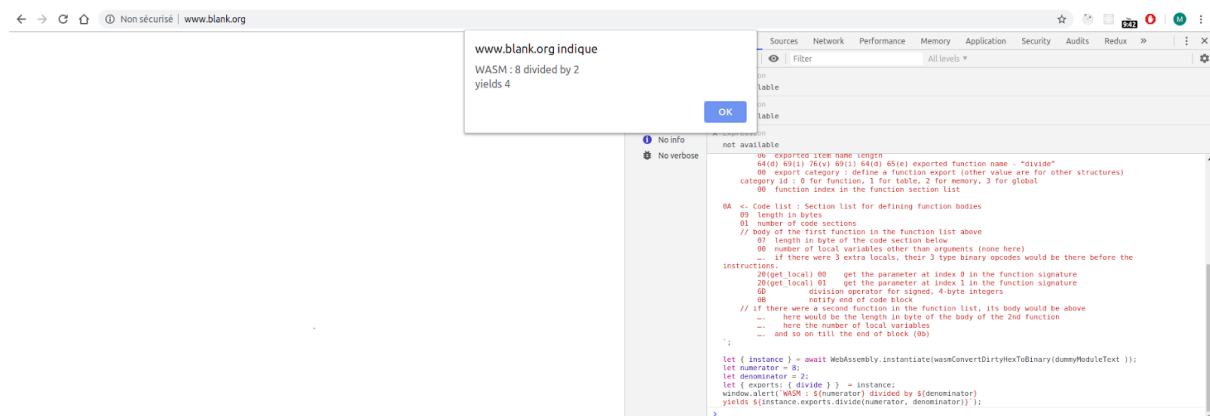 Non sécurisé | www.blank.org
9:42
M
www.blank.org indique
WASM : 8 divided by 2
yields 4
OK
Sources Network Performance Memory Application Security Audits Redux »
Filter
All levels ▼
on
lable
on
lable
No info
not available
No verbose
06 exported item name length
64(d) 69(i) 76(v) 69(i) 64(d) 65(e) exported function name - "divide"
00 export category : define a function export (other value are for other structures)
category id : 0 for function, 1 for table, 2 for memory, 3 for global
00 function index in the function section list
0A <- Code list : Section list for defining function bodies
09 length in bytes
01 number of code sections
// body of the first function in the function list above
07 length in byte of the code section below
00 number of local variables other than arguments (none here)
…. if there were 3 extra locals, their 3 type binary opcodes would be there before the
instructions.
20(get_local) 00 get the parameter at index 0 in the function signature
20(get_local) 01 get the parameter at index 1 in the function signature
6D division operator for signed, 4-byte integers
0B notify end of code block
// if there were a second function in the function list, its body would be above
…. here would be the length in byte of the body of the 2nd function
…. here the number of local variables
…. and so on till the end of block (0b)
`;
let { instance } = await WebAssembly.instantiate(wasmConvertDirtyHexToBinary(dummyModuleText ));
let numerator = 8;
let denominator = 2;
let { exports: { divide } } = instance;
window.alert(`WASM : ${numerator} divided by ${denominator}
yields ${instance.exports.divide(numerator, denominator)}`);
>